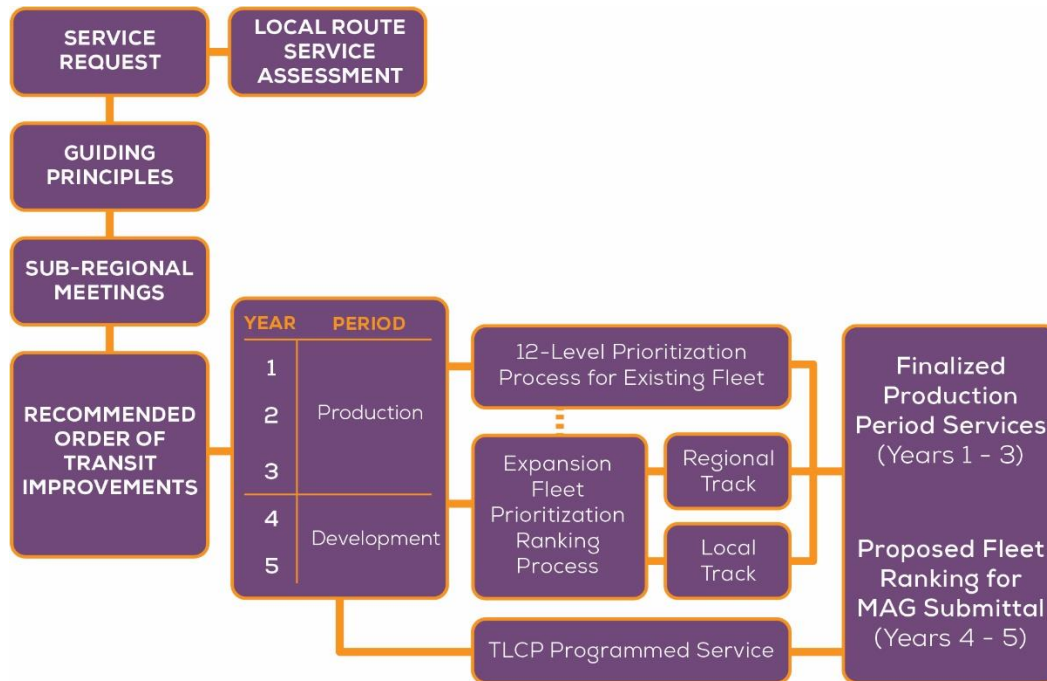 SERVICE
REQUEST
LOCAL ROUTE
SERVICE
ASSESSMENT
GUIDING
PRINCIPLES
SUB-REGIONAL
MEETINGS
RECOMMENDED
ORDER OF
TRANSIT
IMPROVEMENTS
YEAR PERIOD
1
2
3
Production
4
5
Development
12-Level Prioritization
Process for Existing Fleet
Expansion
Fleet
Prioritization
Ranking
Process
Regional
Track
Local
Track
TLCP Programmed Service
Finalized
Production
Period Services
(Years 1 - 3)
Proposed Fleet
Ranking for
MAG Submittal
(Years 4 - 5)